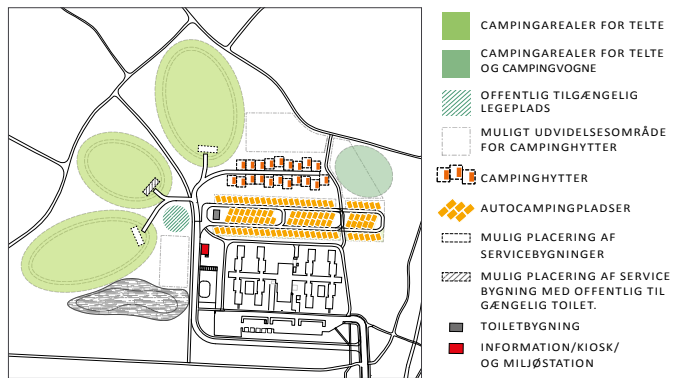 CAMPINGAREALER FOR TELTE
CAMPINGAREALER FOR TELTE
OG CAMPINGVOGNE
OFFENTLIG TILGÆNGELIG
LEGEPLADS
MULIGT UDVIDELSESOMRÅDE
FOR CAMPINGHYTTER
CAMPINGHYTTER
AUTOCAMPINGPLADSER
MULIG PLACERING AF
SERVICEBYGNINGER
MULIG PLACERING AF SERVICE
BYGNING MED OFFENTLIG TIL
GÆNGELIG TOILET.
TOILETBYGNING
INFORMATION/KIOSK/
OG MILJØSTATION